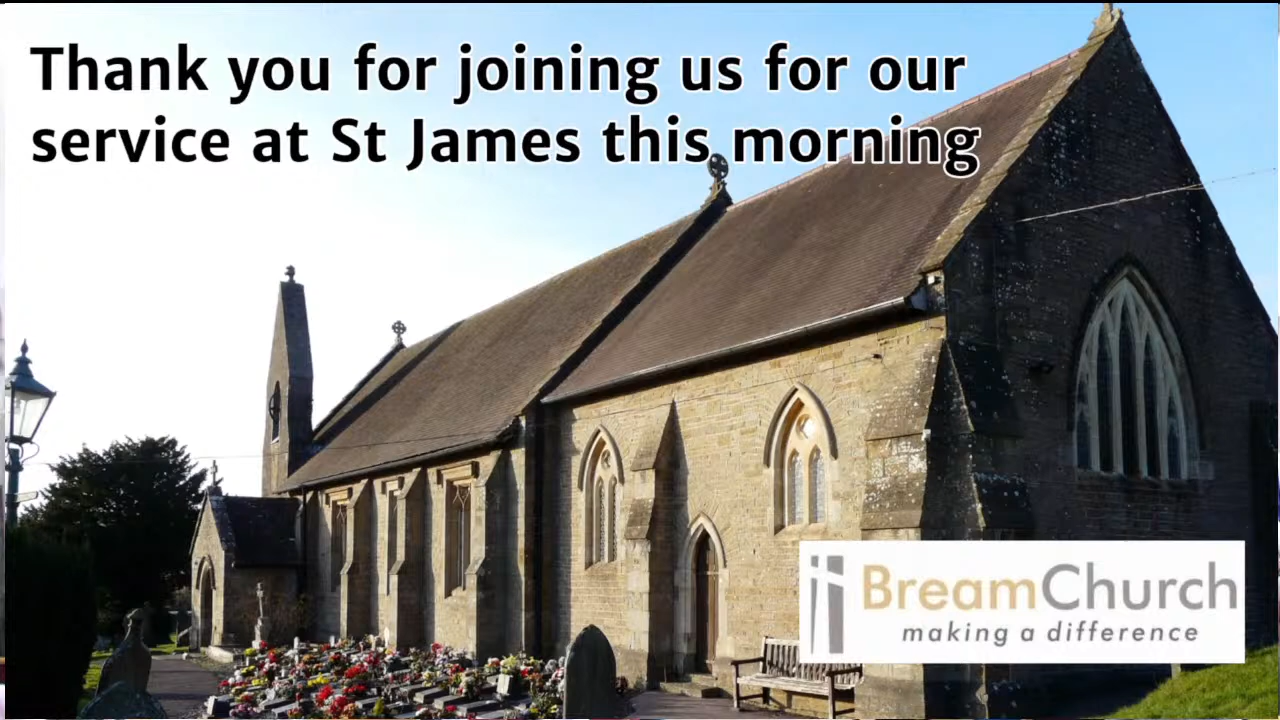 Thank you for joining us for our
service at St James this morning
BreamChurch
making a difference